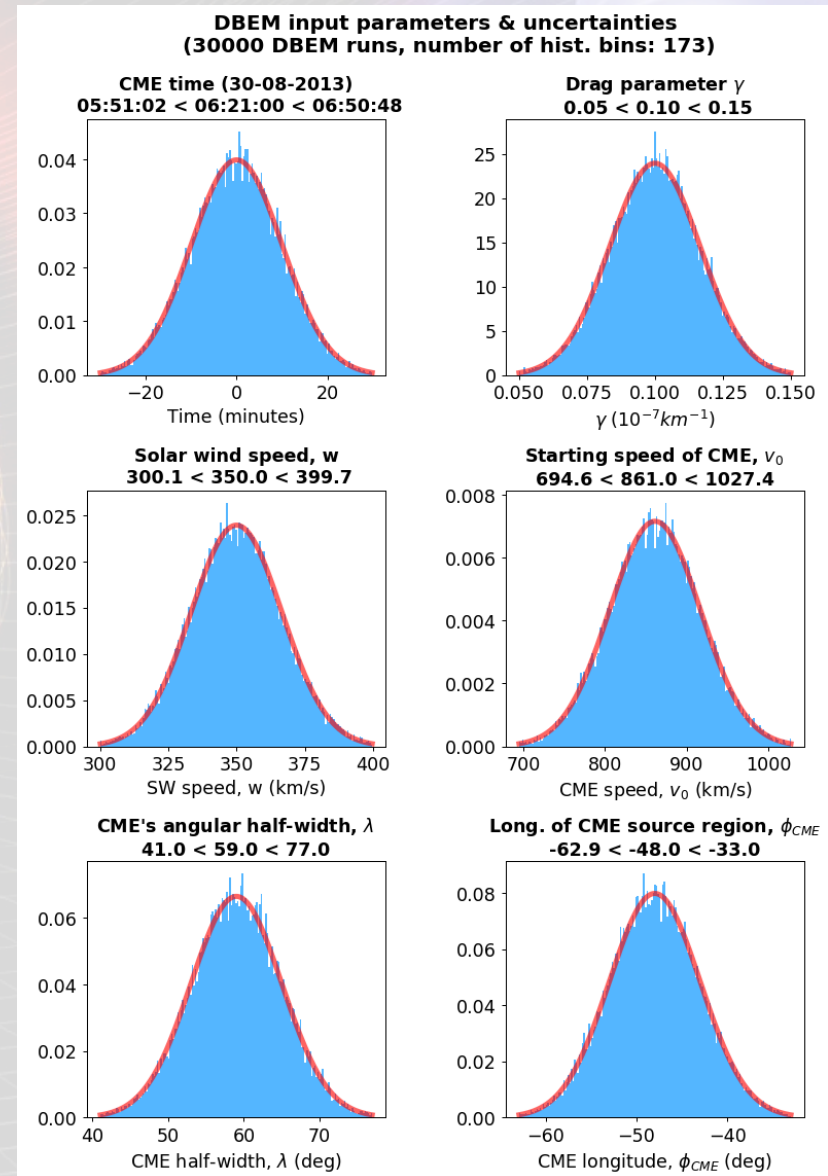 DBEM input parameters & uncertainties
(30000 DBEM runs, number of hist. bins: 173)
CME time (30-08-2013)
05:51:02 < 06:21:00 < 06:50:48
0.04
0.03
0.02
0.01
0.00
−20
0
20
Time (minutes)
Drag parameter γ
0.05 < 0.10 < 0.15
25
20
15
10
5
0
0.050
0.075
0.100
0.125
0.150
γ (10⁻⁷km⁻¹)
Solar wind speed, w
300.1 < 350.0 < 399.7
0.025
0.020
0.015
0.010
0.005
0.000
300
325
350
375
400
SW speed, w (km/s)
Starting speed of CME, v₀
694.6 < 861.0 < 1027.4
0.008
0.006
0.004
0.002
0.000
700
800
900
1000
CME speed, v₀ (km/s)
CME's angular half-width, λ
41.0 < 59.0 < 77.0
0.06
0.04
0.02
0.00
40
50
60
70
CME half-width, λ (deg)
Long. of CME source region, ϕCME
-62.9 < -48.0 < -33.0
0.08
0.06
0.04
0.02
0.00
−60
−50
−40
CME longitude, ϕCME (deg)